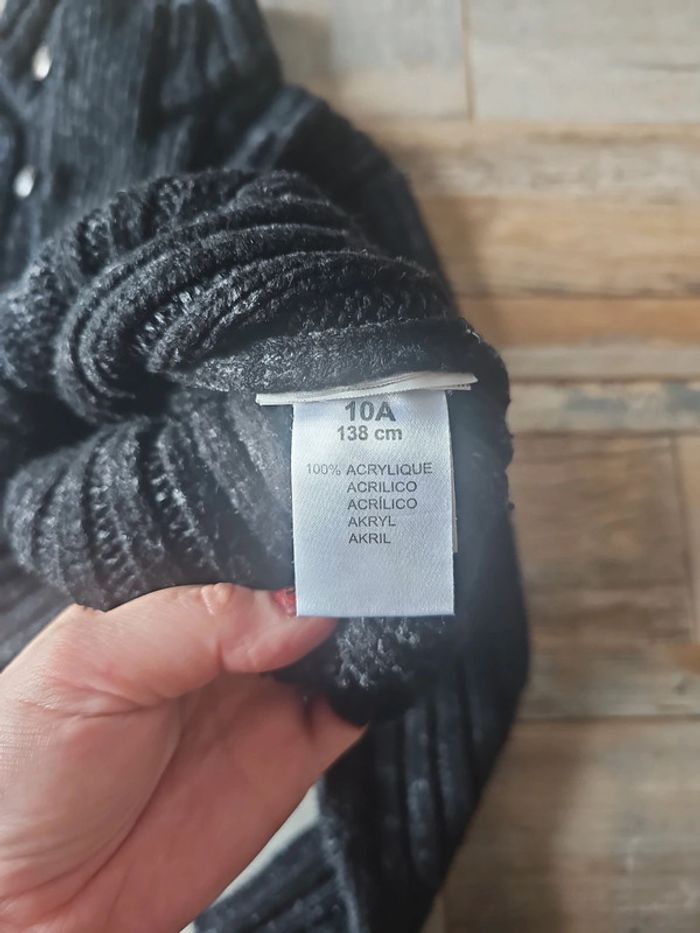 10A
138 cm
100% ACRYLIQUE
ACRILICO
ACRÍLICO
AKRYL
AKRIL